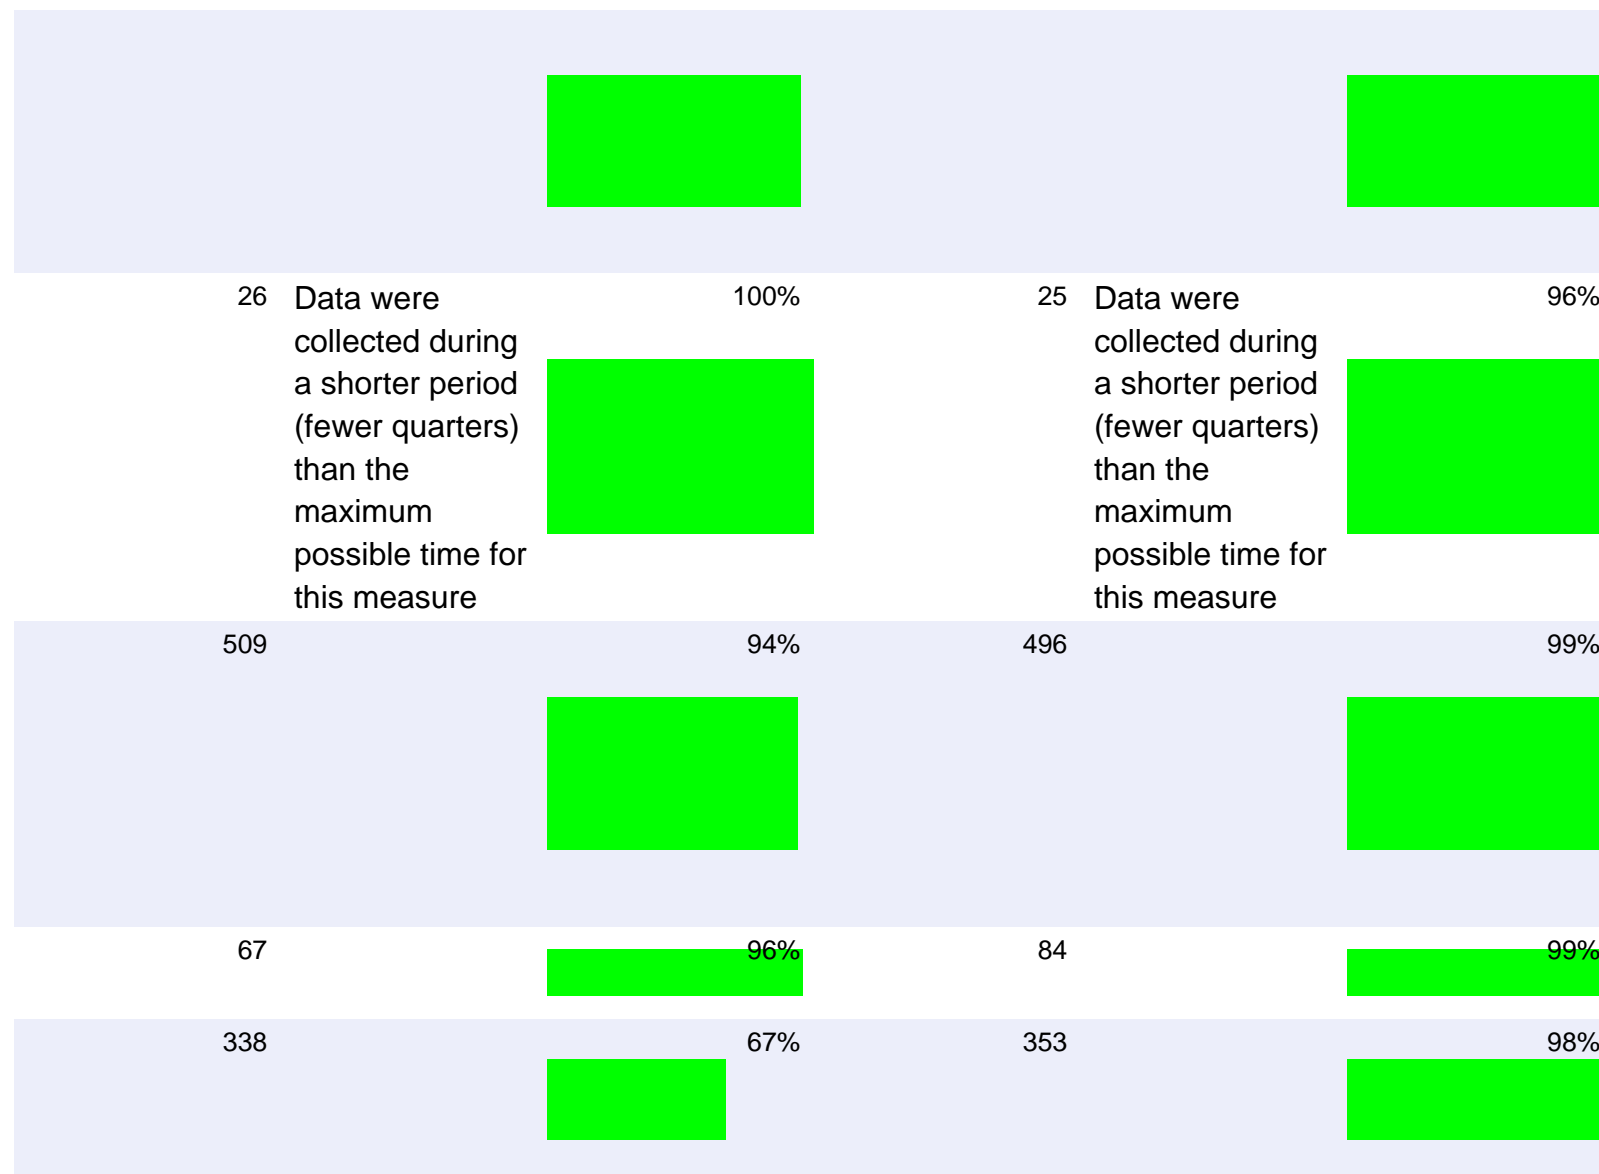 26 Data were 100% 25 Data were 96%
collected during collected during
a shorter period a shorter period
(fewer quarters) (fewer quarters)
than the than the
maximum maximum
possible time for possible time for
this measure this measure
509 94% 496 99%
67 96% 84 99%
338 67% 353 98%